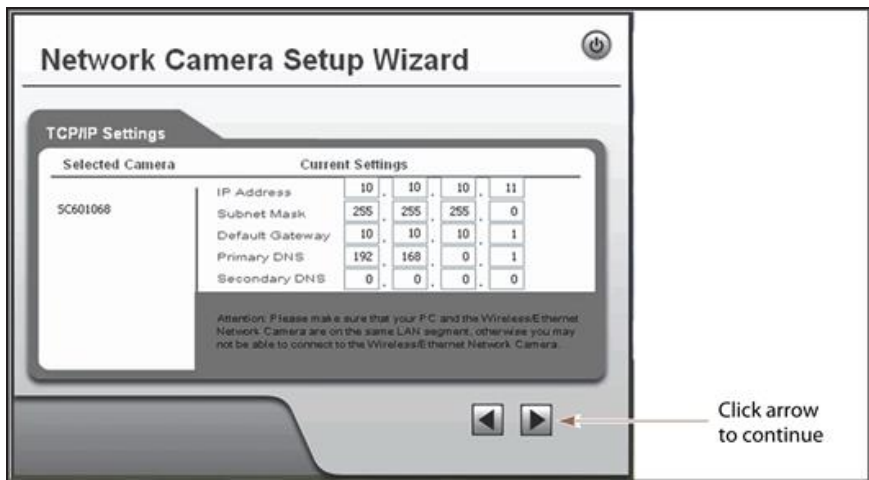 Network Camera Setup Wizard
TCP/IP Settings
Selected Camera
Current Settings
SC601068
IP Address 10 . 10 . 10 . 11
Subnet Mask 255 . 255 . 255 . 0
Default Gateway 10 . 10 . 10 . 1
Primary DNS 192 . 168 . 0 . 1
Secondary DNS 0 . 0 . 0 . 0
Attention: Please make sure that your PC and the Wireless/Ethernet
Network Camera are on the same LAN segment, otherwise you may
not be able to connect to the Wireless/Ethernet Network Camera.
Click arrow
to continue